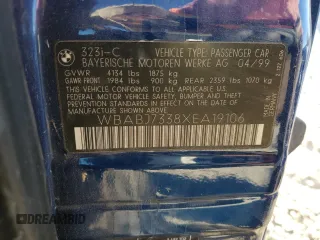 323i-C VEHICLE TYPE: PASSENGER CAR
BAYERISCHE MOTOREN WERKE AG 04/99
GVWR 4134 lbs 1875 kg
FRONT 1984 lbs 900 kg REAR 2359 lbs 1070 kg
THIS VEHICLE CONFORMS TO ALL APPLICABLE FEDERAL
MOTOR VEHICLE SAFETY, BUMPER AND THEFT PREVENTION
STANDARDS IN EFFECT ON THE DATE OF
MANUFACTURE SHOWN ABOVE.
WBABJ7338XEA19106
DREAMBID